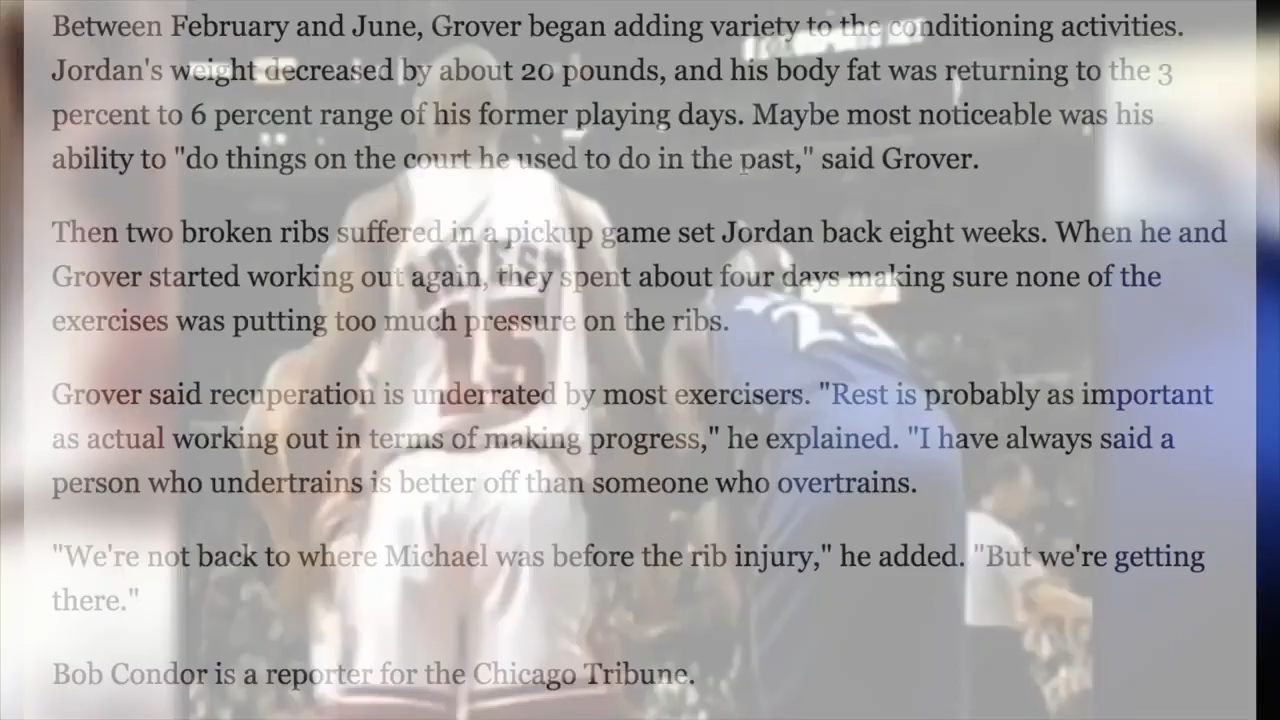 Between February and June, Grover began adding variety to the conditioning activities.
Jordan's weight decreased by about 20 pounds, and his body fat was returning to the 3
percent to 6 percent range of his former playing days. Maybe most noticeable was his
ability to "do things on the court he used to do in the past," said Grover.
Then two broken ribs suffered in a pickup game set Jordan back eight weeks. When he and
Grover started working out again, they spent about four days making sure none of the
exercises was putting too much pressure on the ribs.
Grover said recuperation is underrated by most exercisers. "Rest is probably as important
as actual working out in terms of making progress," he explained. "I have always said a
person who undertrains is better off than someone who overtrains.
"We're not back to where Michael was before the rib injury," he added. "But we're getting
there."
Bob Condor is a reporter for the Chicago Tribune.
ARTEST
15
23